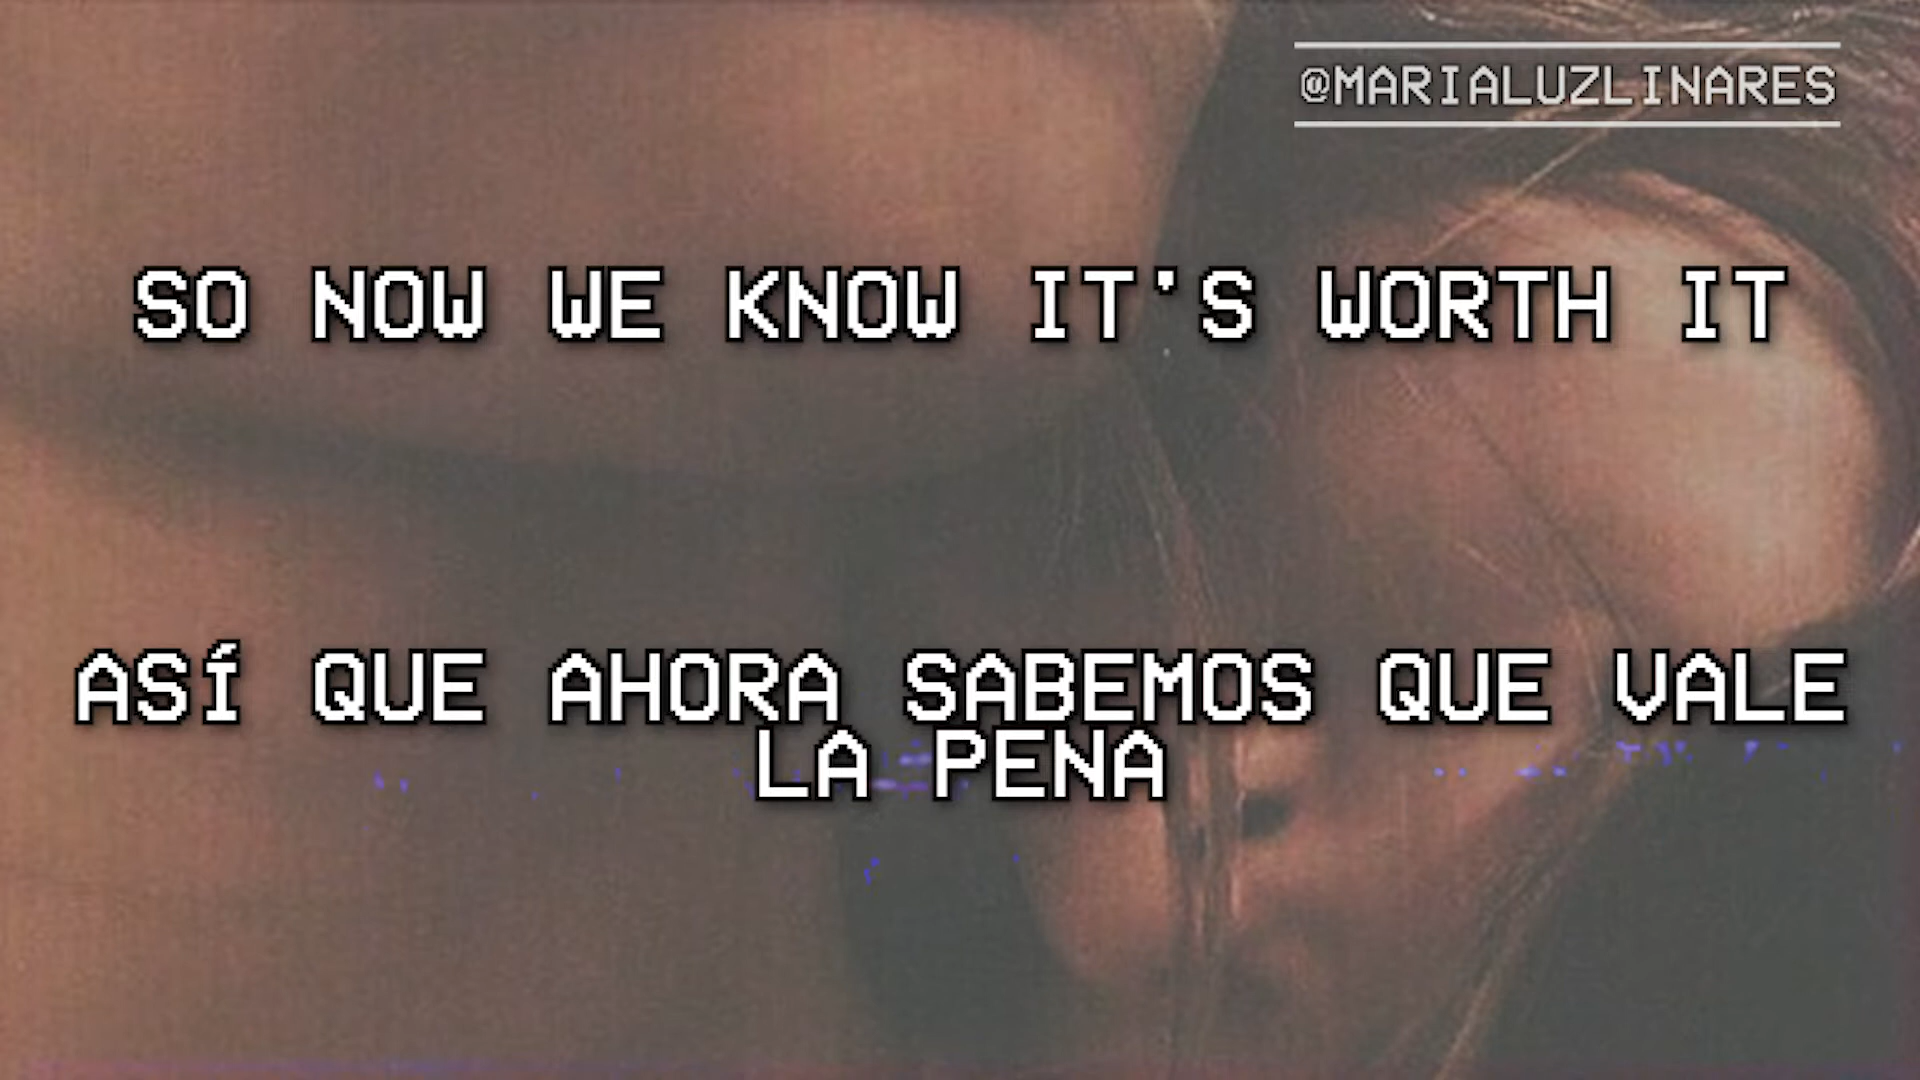 @MARIALUZLINARES
SO NOW WE KNOW IT'S WORTH IT
ASÍ QUE AHORA SABEMOS QUE VALE
LA PENA